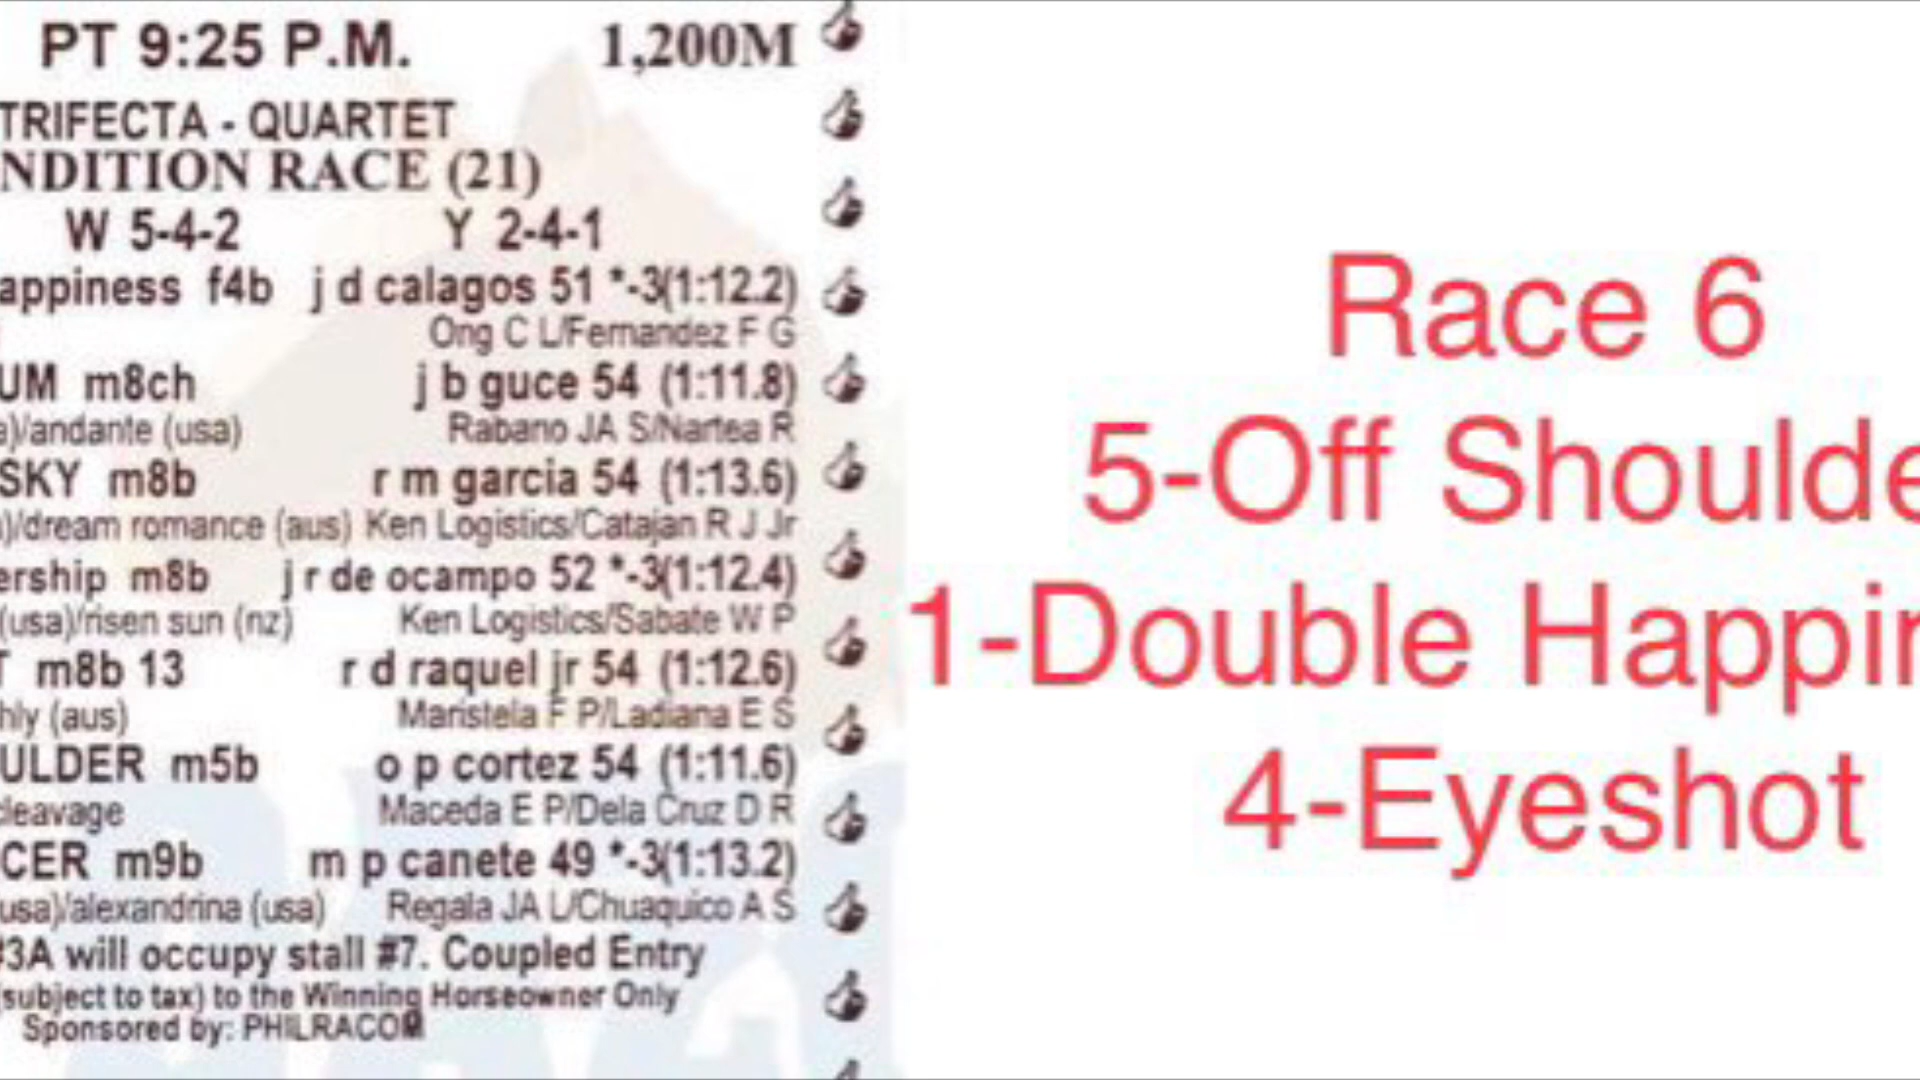 PT 9:25 P.M. 1,200M
TRIFECTA - QUARTET
NDITION RACE (21)
W 5-4-2 Y 2-4-1
appiness f4b j d calagos 51 *-3(1:12.2)
Ong C L/Fernandez F G
UM m8ch j b guce 54 (1:11.8)
a)/andante (usa) Rabano JA S/Nartea R
SKY m8b r m garcia 54 (1:13.6)
)/dream romance (aus) Ken Logistics/Catajan R J Jr
ership m8b j r de ocampo 52 *-3(1:12.4)
(usa)/risen sun (nz) Ken Logistics/Sabate W P
T m8b 13 r d raquel jr 54 (1:12.6)
hly (aus) Maristela F P/Ladiana E S
ULDER m5b o p cortez 54 (1:11.6)
cleavage Maceda E P/Dela Cruz D R
CER m9b m p canete 49 *-3(1:13.2)
usa)/alexandrina (usa) Regala JA L/Chuaquico A S
#3A will occupy stall #7. Coupled Entry
(subject to tax) to the Winning Horseowner Only
Sponsored by: PHILRACOM
Race 6
5-Off Shoulde
1-Double Happin
4-Eyeshot